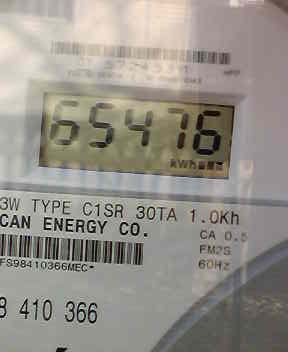 65476
kWh
3W TYPE C1SR 30TA 1.0Kh
CAN ENERGY CO.
CA 0.5
FM2S
60Hz
FS98410366MEC*
8 410 366